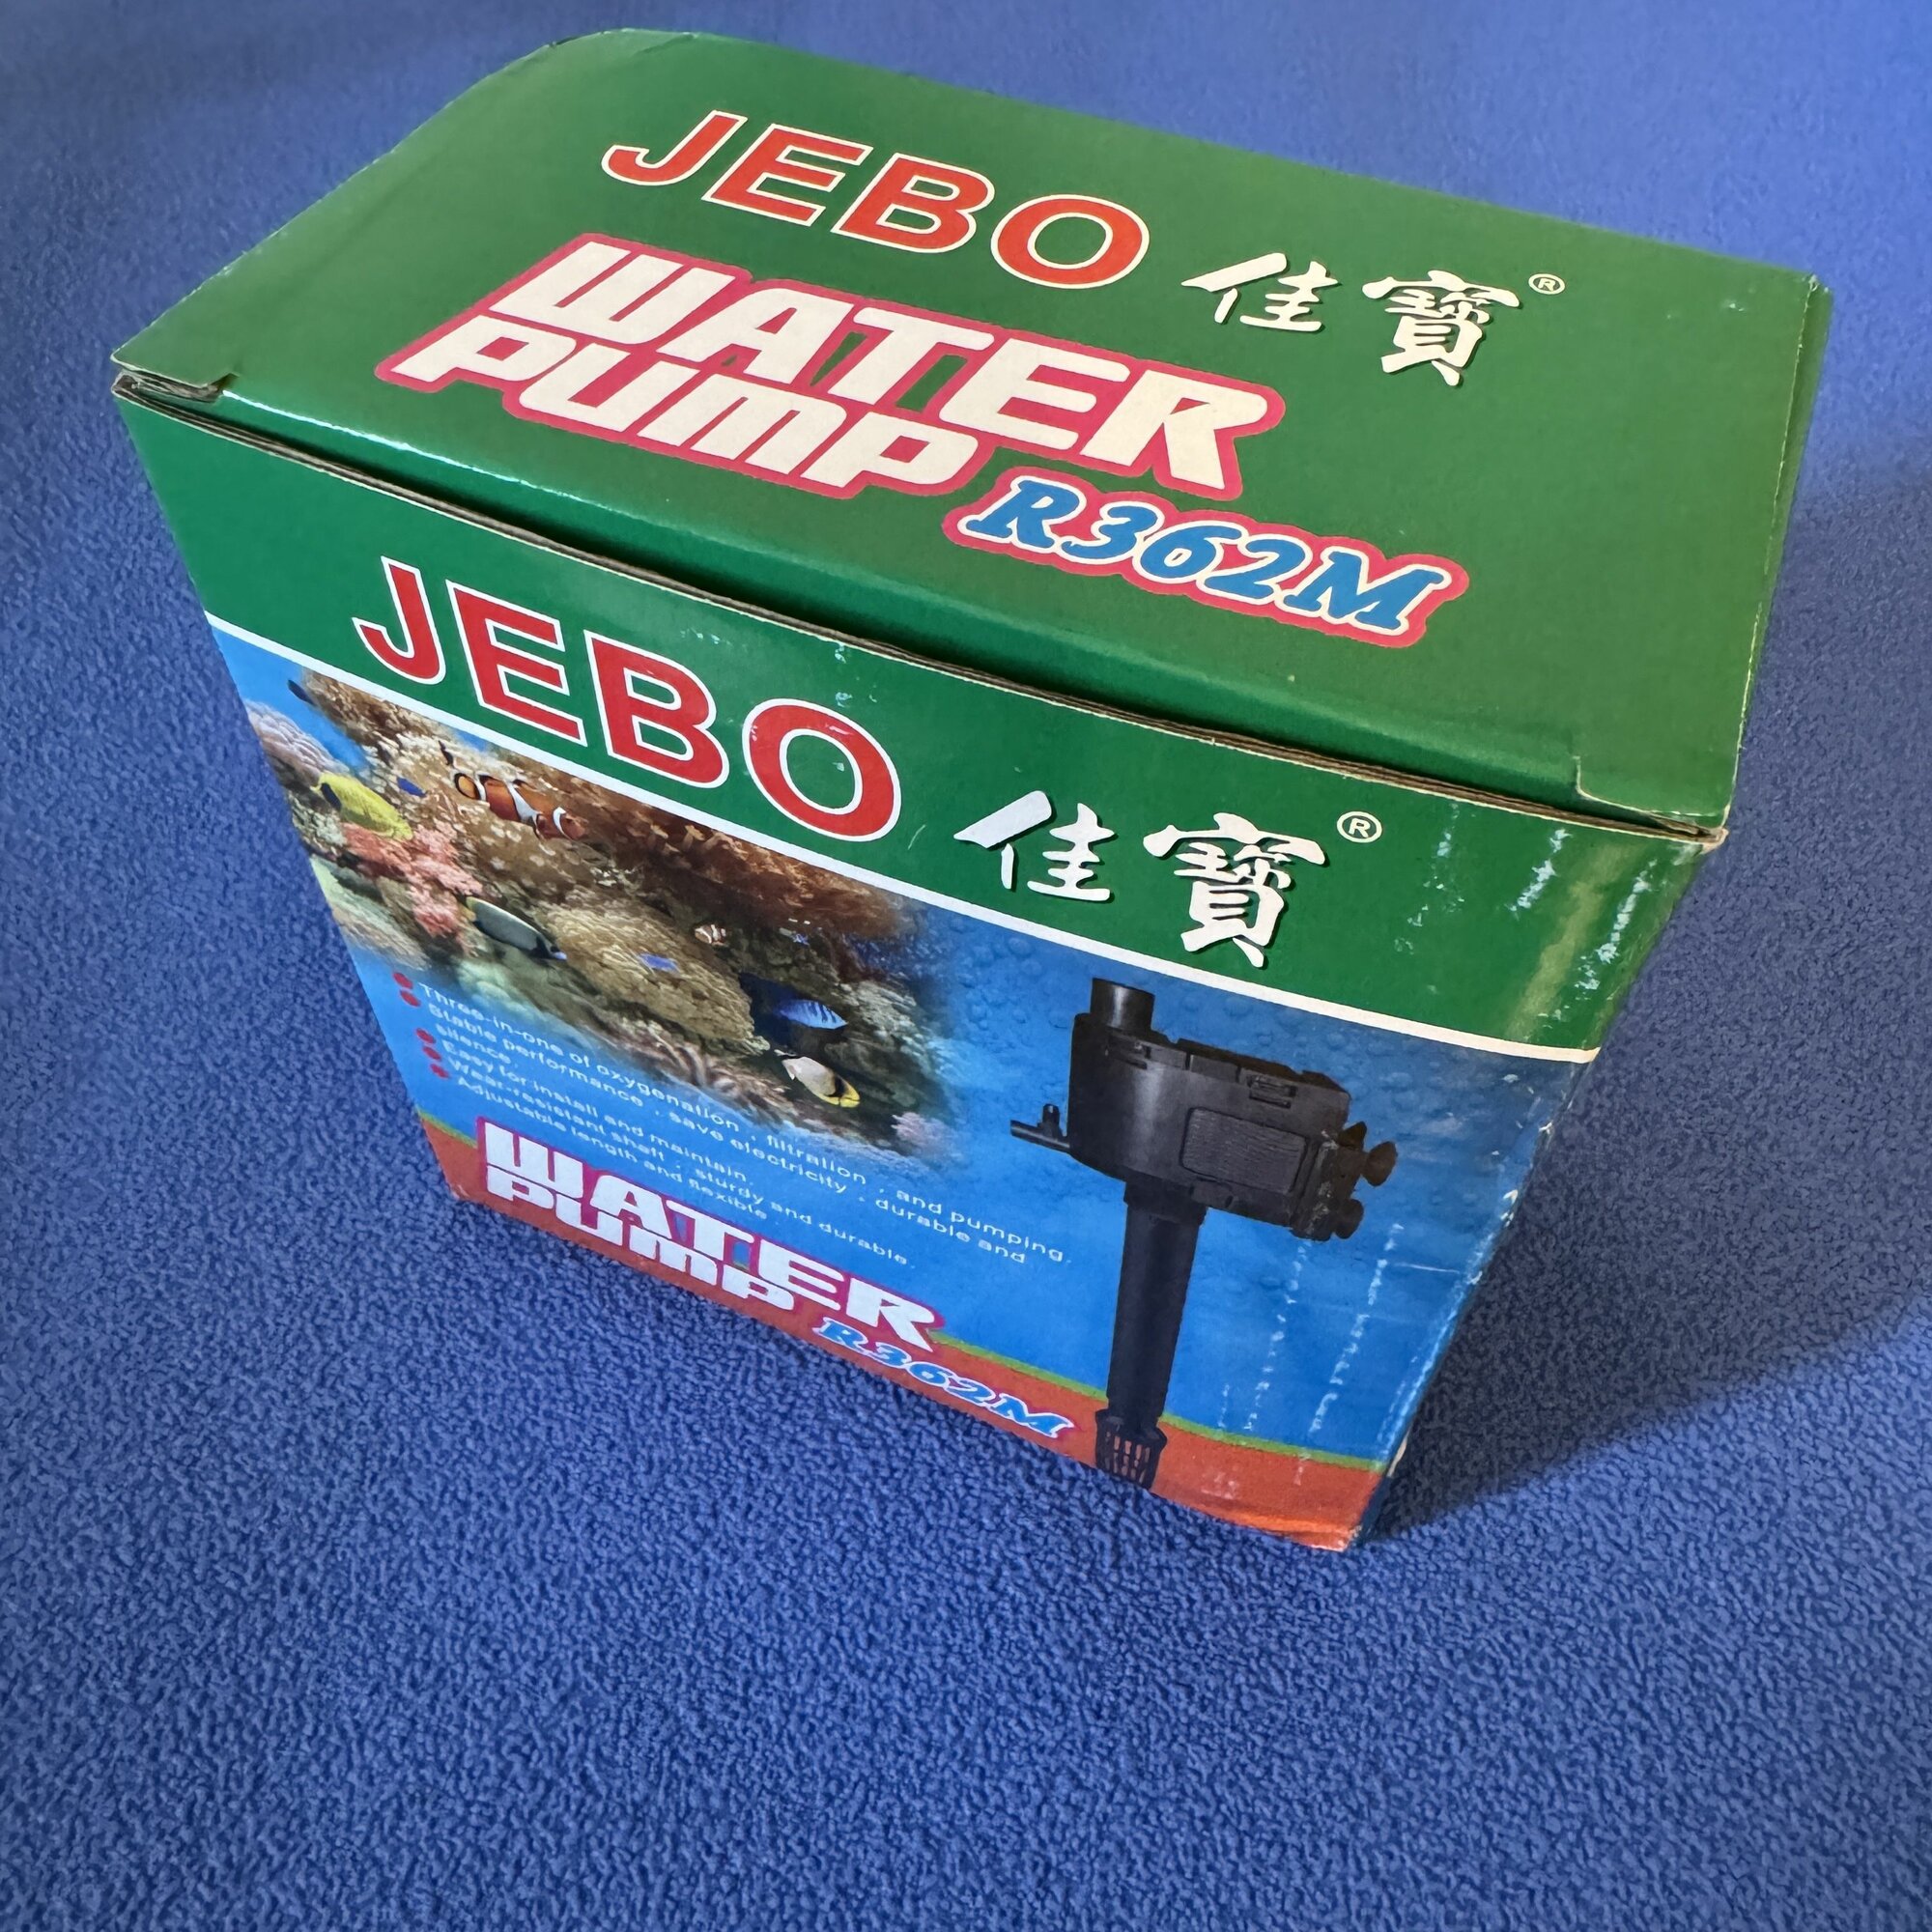 JEBO 佳寶®
WATER
PUMP
R362M
JEBO 佳寶®
Three-in-one of oxygenation, filtration, and pumping.
Stable performance, save electricity, durable and
silence.
Easy for install and maintain.
Wear-resistant shaft, sturdy and durable.
Adjustable length and flexible
WATER
PUMP
R362M